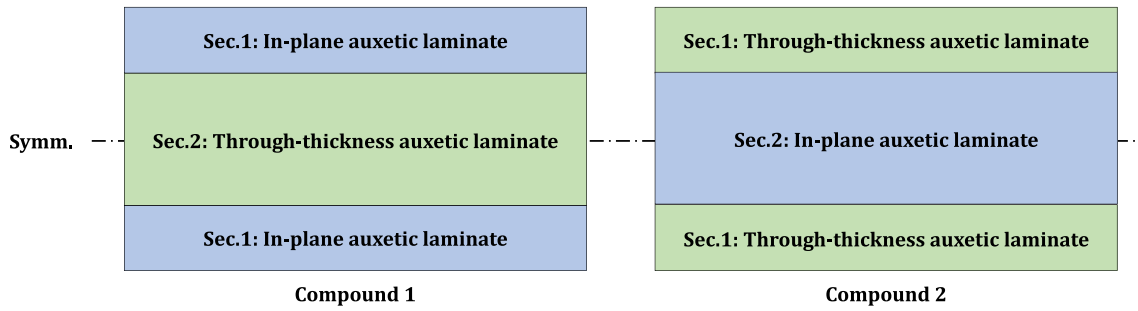 Sec.1: In-plane auxetic laminate
Sec.1: Through-thickness auxetic laminate
Symm.
Sec.2: Through-thickness auxetic laminate
Sec.2: In-plane auxetic laminate
Sec.1: In-plane auxetic laminate
Sec.1: Through-thickness auxetic laminate
Compound 1
Compound 2